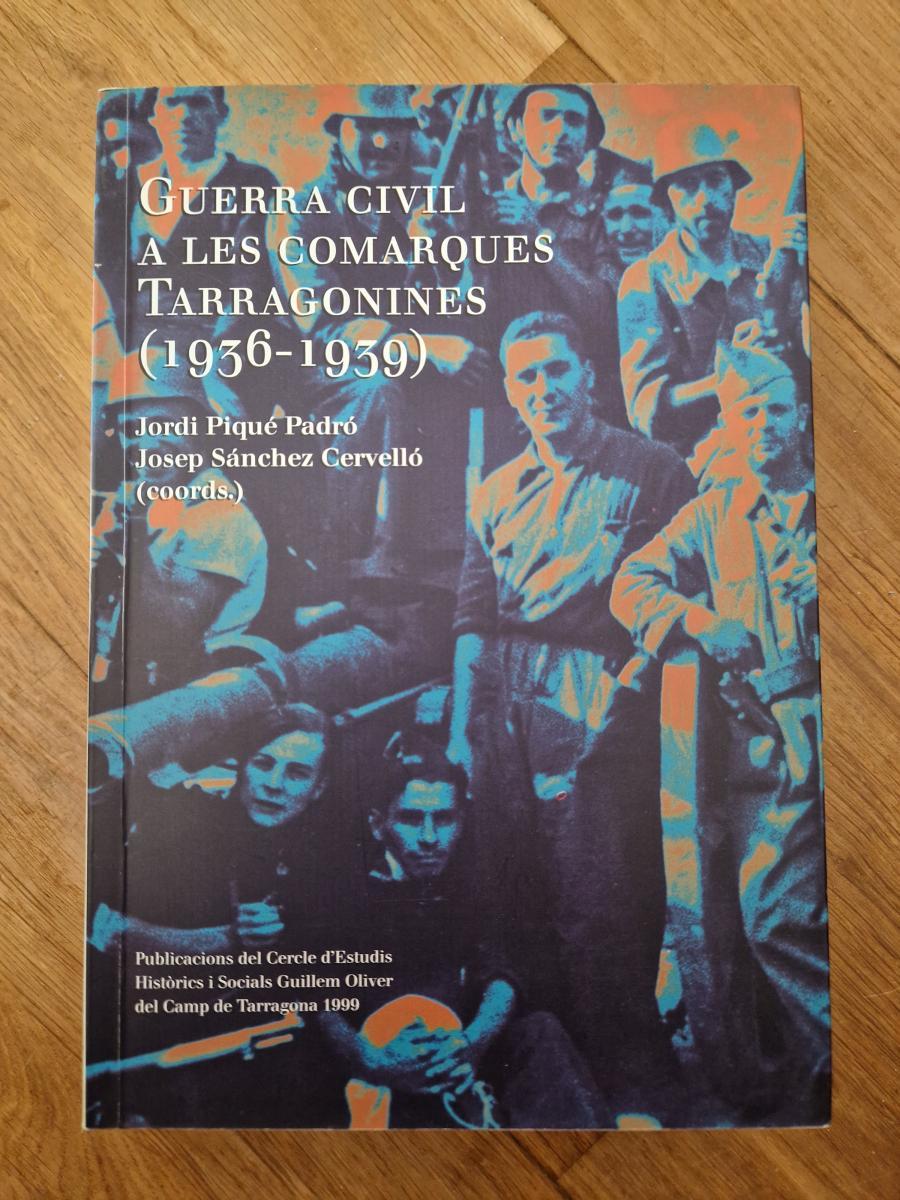 GUERRA CIVIL
A LES COMARQUES
TARRAGONINES
(1936-1939)
Jordi Piqué Padró
Josep Sánchez Cervelló
(coords.)
Publicacions del Cercle d'Estudis
Històrics i Socials Guillem Oliver
del Camp de Tarragona 1999